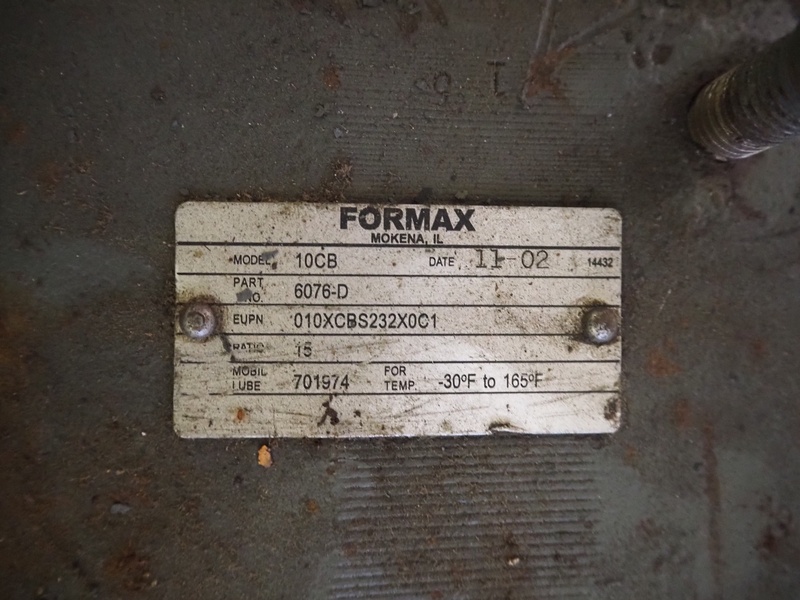 FORMAX
MOKENA, IL
MODEL 10CB DATE 11-02 14432
PART NO. 6076-D
EUPN 010XCBS232X0C1
RATIO 15
MOBIL LUBE 701974 FOR TEMP. -30ºF to 165ºF